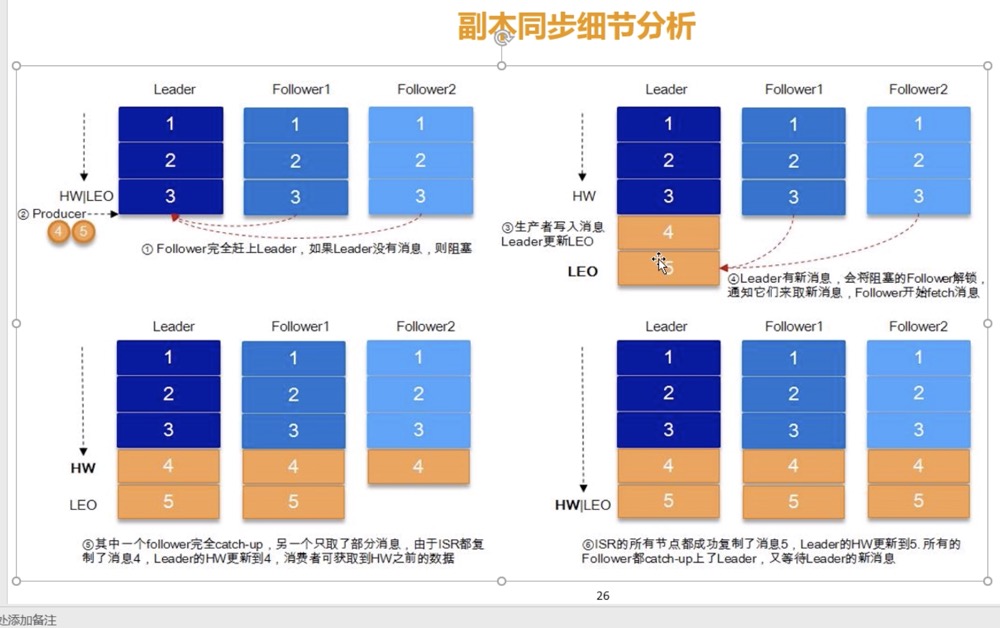 副本同步细节分析
Leader Follower1 Follower2
1 1 1
2 2 2
3 3 3
HW|LEO
② Producer
4 5
① Follower完全赶上Leader，如果Leader没有消息，则阻塞
Leader Follower1 Follower2
1 1 1
2 2 2
3 3 3
HW
③生产者写入消息
Leader更新LEO
4
LEO
5
④Leader有新消息，会将阻塞的Follower解锁，
通知它们来取新消息，Follower开始fetch消息
Leader Follower1 Follower2
1 1 1
2 2 2
3 3 3
HW
4 4 4
LEO
5 5
⑤其中一个follower完全catch-up，另一个只取了部分消息，由于ISR都复
制了消息4，Leader的HW更新到4，消费者可获取到HW之前的数据
Leader Follower1 Follower2
1 1 1
2 2 2
3 3 3
4 4 4
HW|LEO
5 5 5
⑥ISR的所有节点都成功复制了消息5，Leader的HW更新到5. 所有的
Follower都catch-up上了Leader，又等待Leader的新消息
26
处添加备注